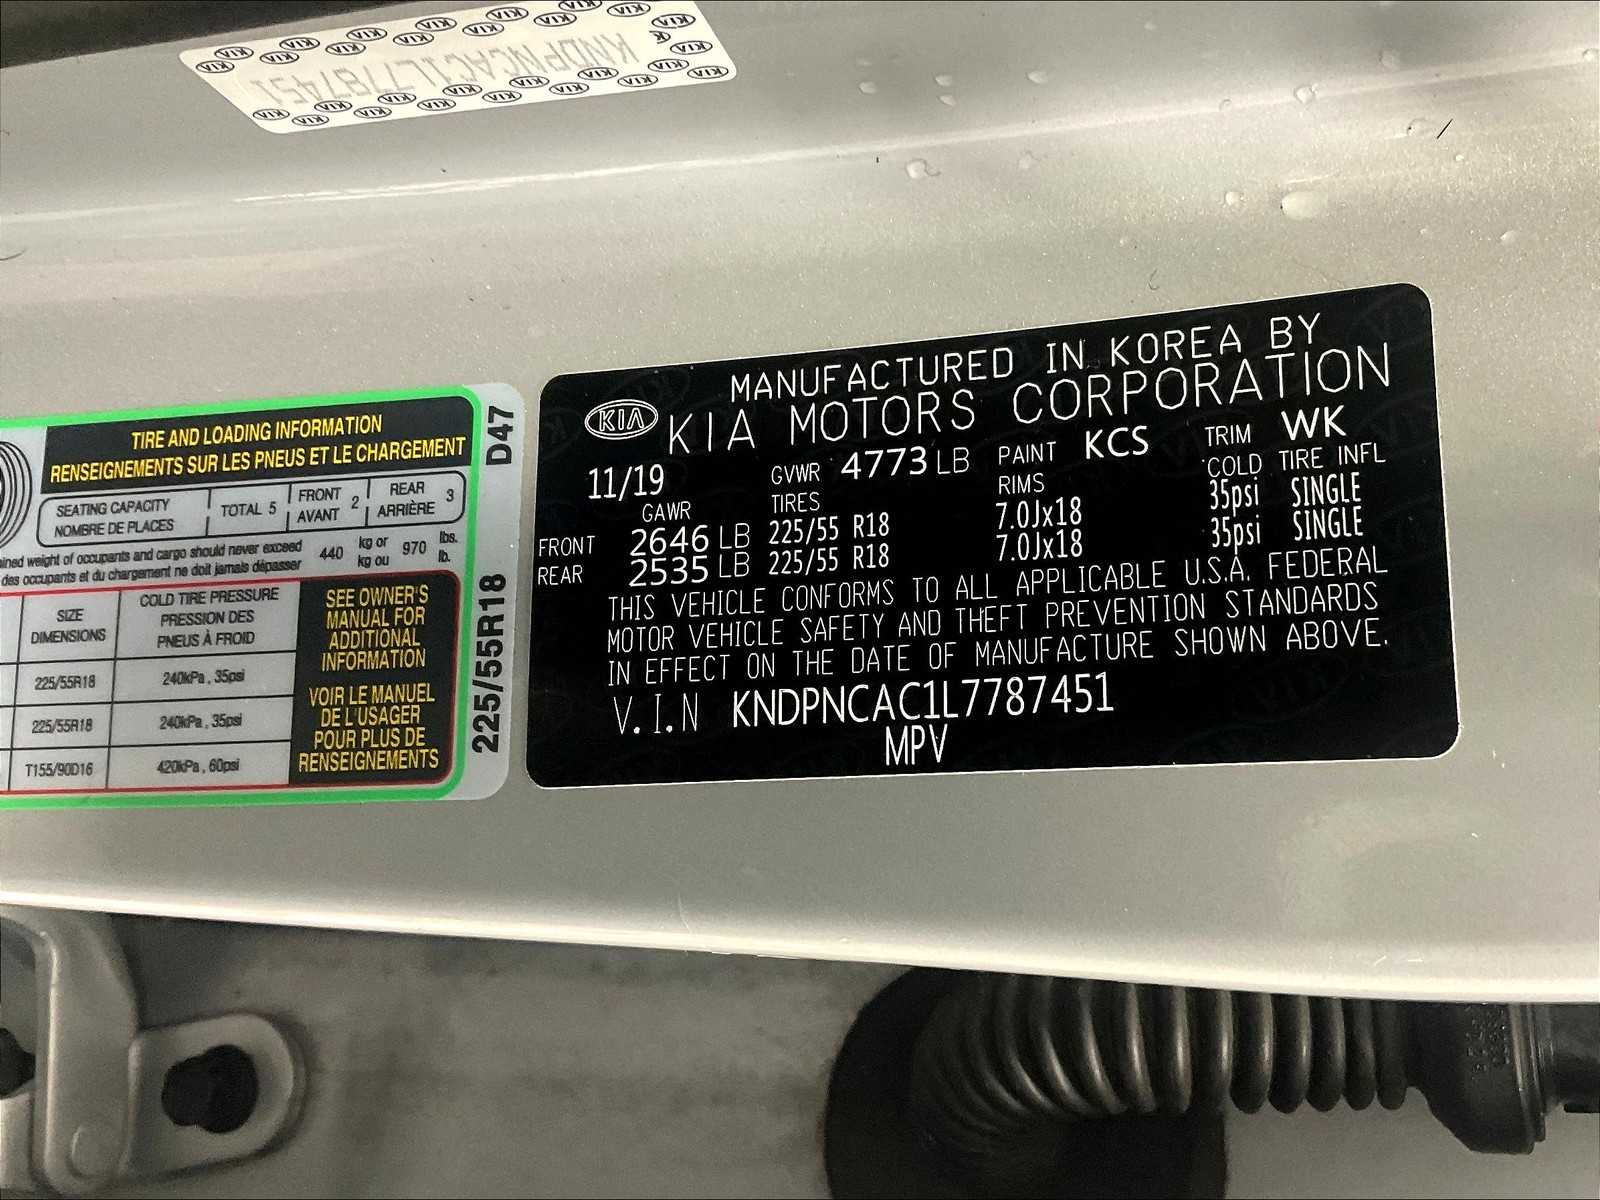 KNDPNCAC1L7787451
TIRE AND LOADING INFORMATION
RENSEIGNEMENTS SUR LES PNEUS ET LE CHARGEMENT
SEATING CAPACITY
NOMBRE DE PLACES
TOTAL 5
FRONT
AVANT 2
REAR
ARRIÈRE 3
weight of occupants and cargo should never exceed
des occupants et du chargement ne doit jamais dépasser
440 kg or
kg ou
970 lbs.
lb.
SIZE
DIMENSIONS
COLD TIRE PRESSURE
PRESSION DES
PNEUS À FROID
225/55R18 240kPa, 35psi
225/55R18 240kPa, 35psi
T155/90D16 420kPa, 60psi
SEE OWNER'S
MANUAL FOR
ADDITIONAL
INFORMATION
VOIR LE MANUEL
DE L'USAGER
POUR PLUS DE
RENSEIGNEMENTS
D47
225/55R18
MANUFACTURED IN KOREA BY
KIA KIA MOTORS CORPORATION
11/19 GVWR 4773 LB PAINT KCS TRIM WK
GAWR TIRES RIMS COLD TIRE INFL
FRONT 2646 LB 225/55 R18 7.0Jx18 35psi SINGLE
REAR 2535 LB 225/55 R18 7.0Jx18 35psi SINGLE
THIS VEHICLE CONFORMS TO ALL APPLICABLE U.S.A. FEDERAL
MOTOR VEHICLE SAFETY AND THEFT PREVENTION STANDARDS
IN EFFECT ON THE DATE OF MANUFACTURE SHOWN ABOVE.
V.I.N KNDPNCAC1L7787451
MPV